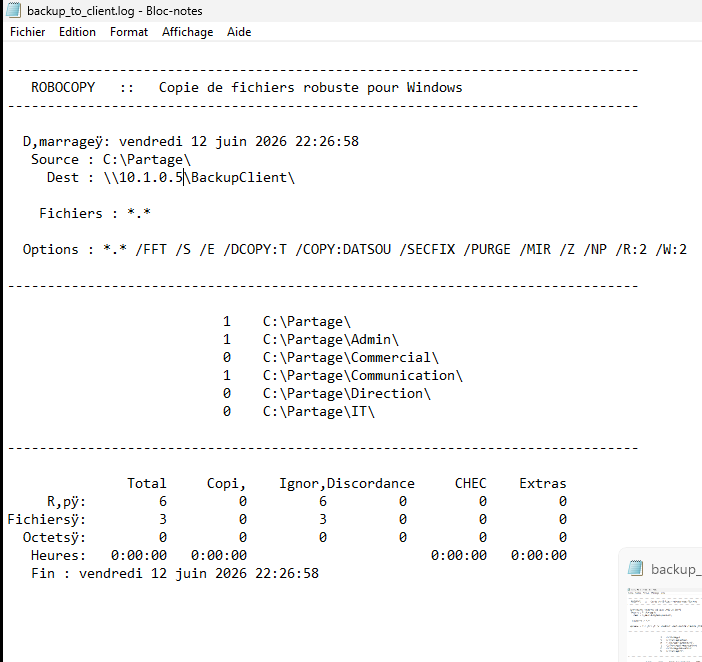 backup_to_client.log - Bloc-notes
Fichier Edition Format Affichage Aide
-------------------------------------------------------------------------------
ROBOCOPY :: Copie de fichiers robuste pour Windows
-------------------------------------------------------------------------------
D‚marrageÿ: vendredi 12 juin 2026 22:26:58
Source : C:\Partage\
Dest : \\10.1.0.5\BackupClient\
Fichiers : *.*
Options : *.* /FFT /S /E /DCOPY:T /COPY:DATSOU /SECFIX /PURGE /MIR /Z /NP /R:2 /W:2
-------------------------------------------------------------------------------
1 C:\Partage\
1 C:\Partage\Admin\
0 C:\Partage\Commercial\
1 C:\Partage\Communication\
0 C:\Partage\Direction\
0 C:\Partage\IT\
-------------------------------------------------------------------------------
Total Copi‚ Ignor‚Discordance CHEC Extras
R‚pÿ: 6 0 6 0 0 0
Fichiersÿ: 3 0 3 0 0 0
Octetsÿ: 0 0 0 0 0 0
Heures: 0:00:00 0:00:00 0:00:00 0:00:00
Fin : vendredi 12 juin 2026 22:26:58
backup_